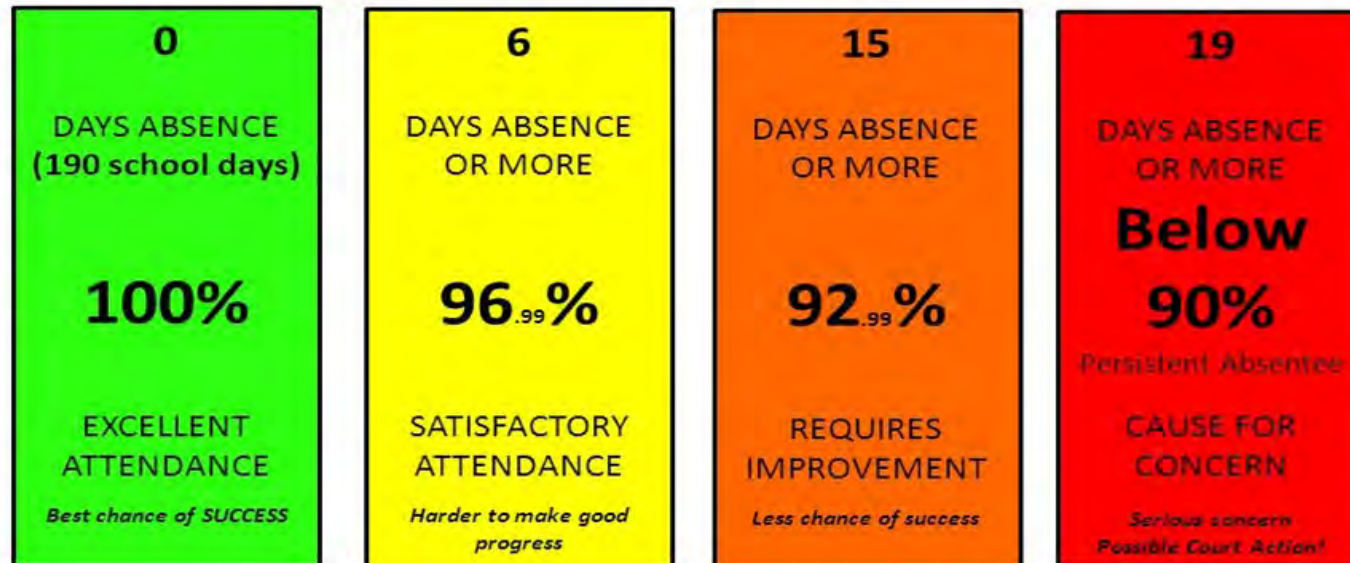 0
DAYS ABSENCE
(190 school days)
100%
EXCELLENT
ATTENDANCE
Best chance of SUCCESS
6
DAYS ABSENCE
OR MORE
96.99%
SATISFACTORY
ATTENDANCE
Harder to make good
progress
15
DAYS ABSENCE
OR MORE
92.99%
REQUIRES
IMPROVEMENT
Less chance of success
19
DAYS ABSENCE
OR MORE
Below
90%
Persistent Absentee
CAUSE FOR
CONCERN
Serious concern
Possible Court Action!